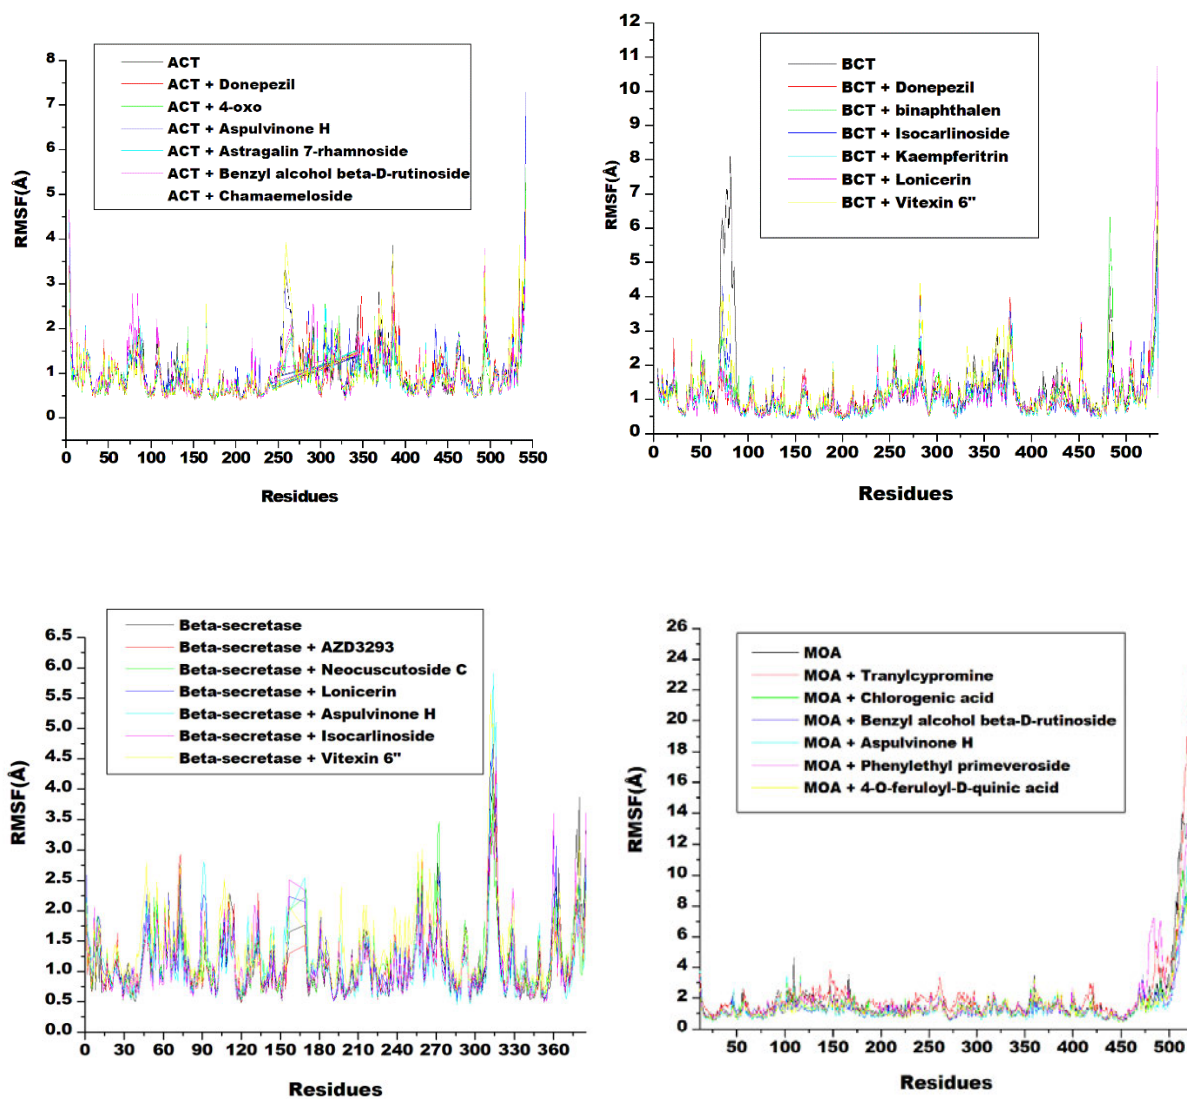 8
7
6
5
4
3
2
1
0
RMSF(Å)
ACT
ACT + Donepezil
ACT + 4-oxo
ACT + Aspulvinone H
ACT + Astragalin 7-rhamnoside
ACT + Benzyl alcohol beta-D-rutinoside
ACT + Chamaemeloside
0 50 100 150 200 250 300 350 400 450 500 550
Residues
12
11
10
9
8
7
6
5
4
3
2
1
0
RMSF(Å)
BCT
BCT + Donepezil
BCT + binaphthalen
BCT + Isocarlinoside
BCT + Kaempferitrin
BCT + Lonicerin
BCT + Vitexin 6"
0 50 100 150 200 250 300 350 400 450 500
Residues
6.5
6.0
5.5
5.0
4.5
4.0
3.5
3.0
2.5
2.0
1.5
1.0
0.5
0.0
RMSF(Å)
Beta-secretase
Beta-secretase + AZD3293
Beta-secretase + Neocuscutoside C
Beta-secretase + Lonicerin
Beta-secretase + Aspulvinone H
Beta-secretase + Isocarlinoside
Beta-secretase + Vitexin 6"
0 30 60 90 120 150 180 210 240 270 300 330 360
Residues
26
24
22
20
18
16
14
12
10
8
6
4
2
0
RMSF(Å)
MOA
MOA + Tranylcypromine
MOA + Chlorogenic acid
MOA + Benzyl alcohol beta-D-rutinoside
MOA + Aspulvinone H
MOA + Phenylethyl primeveroside
MOA + 4-O-feruloyl-D-quinic acid
50 100 150 200 250 300 350 400 450 500
Residues